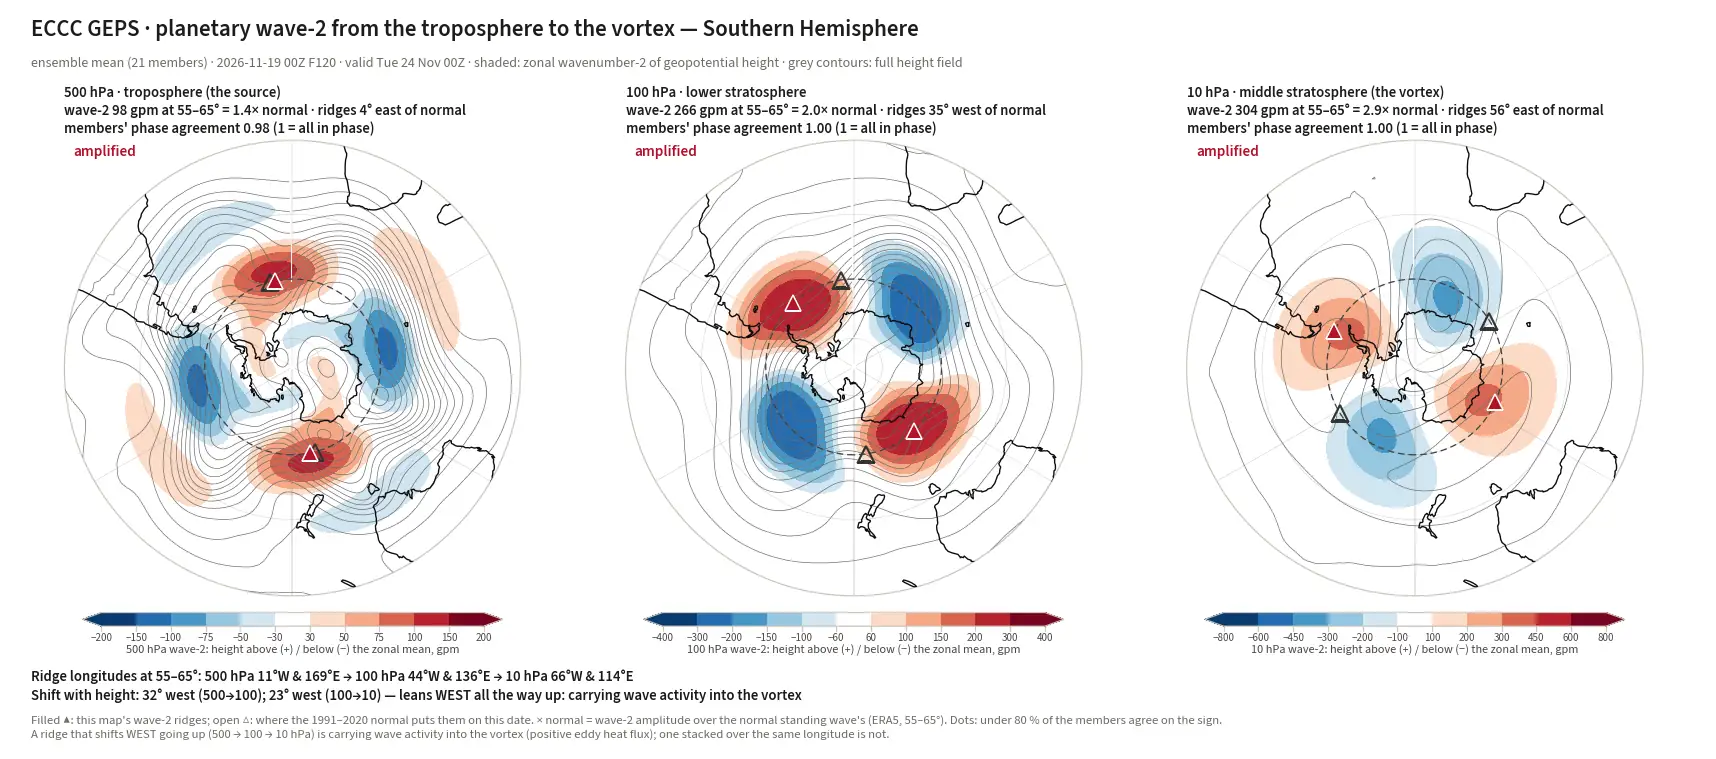 ECCC GEPS · planetary wave-2 from the troposphere to the vortex — Southern Hemisphere
ensemble mean (21 members) · 2026-11-19 00Z F120 · valid Tue 24 Nov 00Z · shaded: zonal wavenumber-2 of geopotential height · grey contours: full height field
500 hPa · troposphere (the source)
wave-2 98 gpm at 55–65° = 1.4× normal · ridges 4° east of normal
members' phase agreement 0.98 (1 = all in phase)
amplified
100 hPa · lower stratosphere
wave-2 266 gpm at 55–65° = 2.0× normal · ridges 35° west of normal
members' phase agreement 1.00 (1 = all in phase)
amplified
10 hPa · middle stratosphere (the vortex)
wave-2 304 gpm at 55–65° = 2.9× normal · ridges 56° east of normal
members' phase agreement 1.00 (1 = all in phase)
amplified
−200 −150 −100 −75 −50 −30 30 50 75 100 150 200
500 hPa wave-2: height above (+) / below (−) the zonal mean, gpm
−400 −300 −200 −150 −100 −60 60 100 150 200 300 400
100 hPa wave-2: height above (+) / below (−) the zonal mean, gpm
−800 −600 −450 −300 −200 −100 100 200 300 450 600 800
10 hPa wave-2: height above (+) / below (−) the zonal mean, gpm
Ridge longitudes at 55–65°: 500 hPa 11°W & 169°E → 100 hPa 44°W & 136°E → 10 hPa 66°W & 114°E
Shift with height: 32° west (500→100); 23° west (100→10) — leans WEST all the way up: carrying wave activity into the vortex
Filled ▲: this map's wave-2 ridges; open △: where the 1991–2020 normal puts them on this date. × normal = wave-2 amplitude over the normal standing wave's (ERA5, 55–65°). Dots: under 80 % of the members agree on the sign.
A ridge that shifts WEST going up (500 → 100 → 10 hPa) is carrying wave activity into the vortex (positive eddy heat flux); one stacked over the same longitude is not.